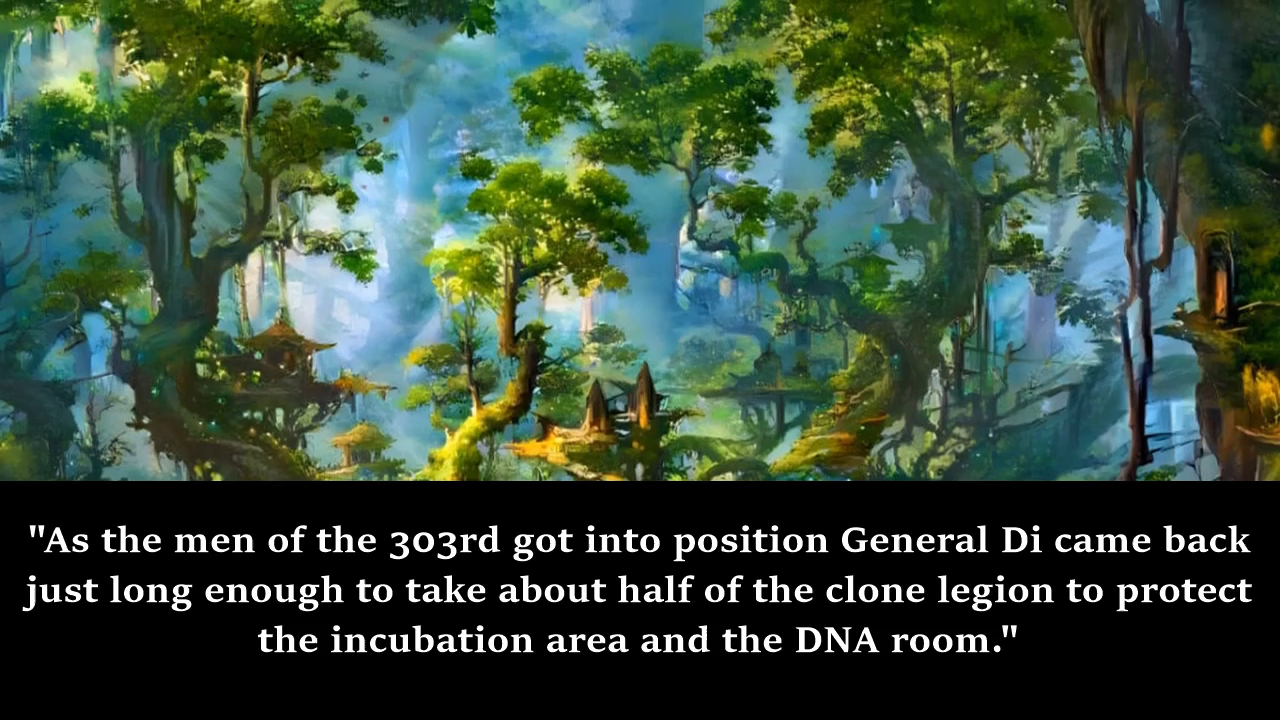 "As the men of the 303rd got into position General Di came back
just long enough to take about half of the clone legion to protect
the incubation area and the DNA room."